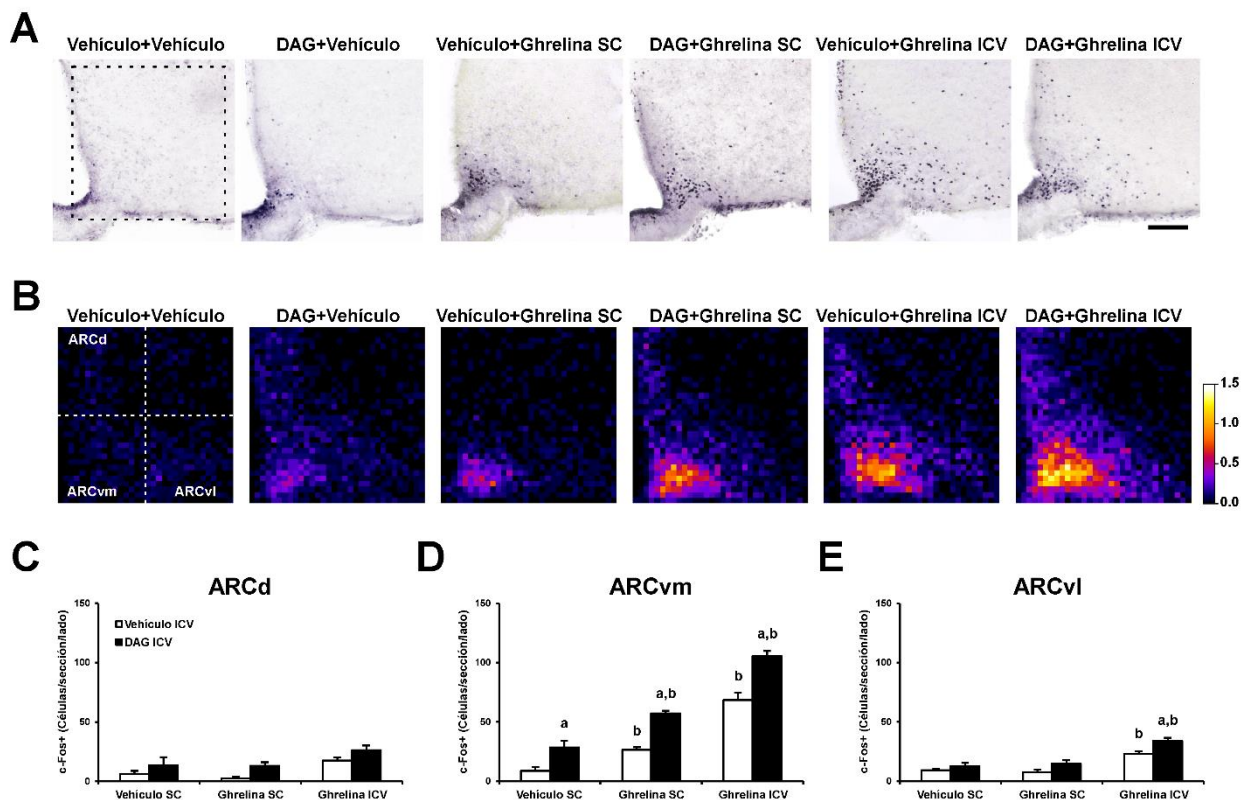 A
Vehículo+Vehículo DAG+Vehículo Vehículo+Ghrelina SC DAG+Ghrelina SC Vehículo+Ghrelina ICV DAG+Ghrelina ICV
B
Vehículo+Vehículo DAG+Vehículo Vehículo+Ghrelina SC DAG+Ghrelina SC Vehículo+Ghrelina ICV DAG+Ghrelina ICV
ARCd
ARCvm ARCvl
1.5
1.0
0.5
0.0
C
ARCd
c-Fos+ (Células/sección/lado)
150
100
50
0
Vehículo ICV
DAG ICV
Vehículo SC Ghrelina SC Ghrelina ICV
D
ARCvm
c-Fos+ (Células/sección/lado)
150
100
50
0
a
b
a,b
b
a,b
Vehículo SC Ghrelina SC Ghrelina ICV
E
ARCvl
c-Fos+ (Células/sección/lado)
150
100
50
0
b
a,b
Vehículo SC Ghrelina SC Ghrelina ICV